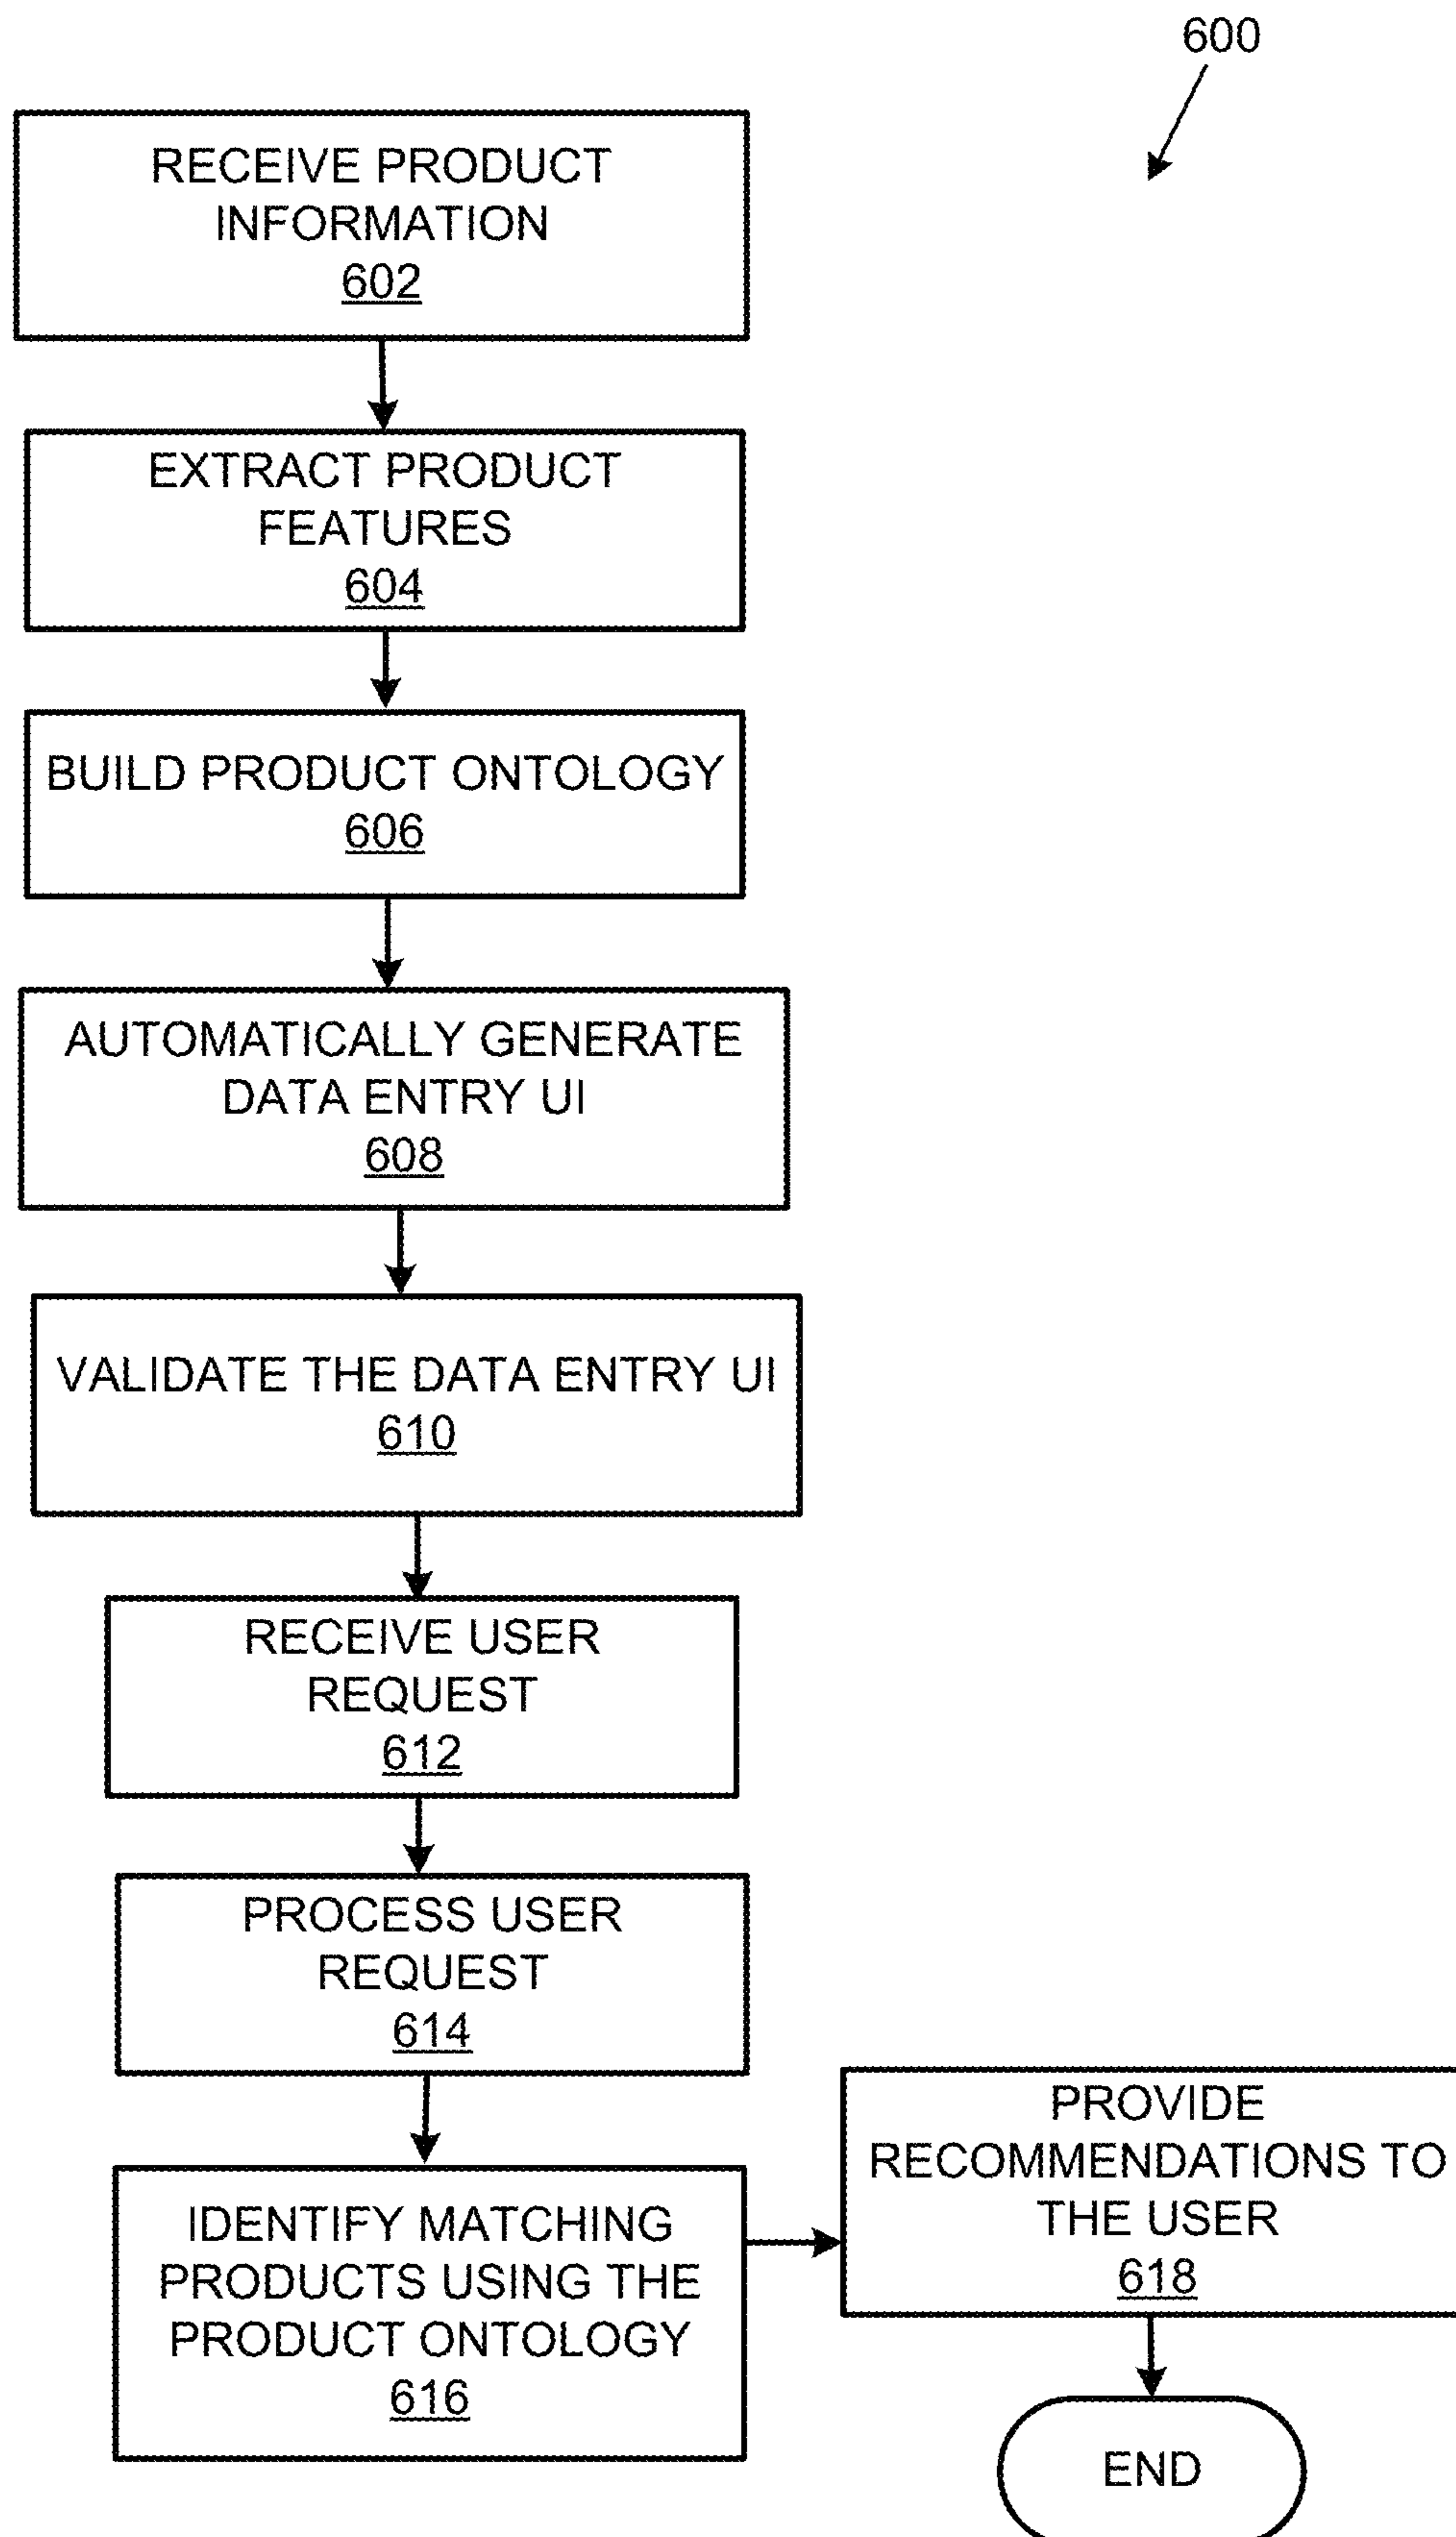 600
RECEIVE PRODUCT
INFORMATION
602
EXTRACT PRODUCT
FEATURES
604
BUILD PRODUCT ONTOLOGY
606
AUTOMATICALLY GENERATE
DATA ENTRY UI
608
VALIDATE THE DATA ENTRY UI
610
RECEIVE USER
REQUEST
612
PROCESS USER
REQUEST
614
IDENTIFY MATCHING
PRODUCTS USING THE
PRODUCT ONTOLOGY
616
PROVIDE
RECOMMENDATIONS TO
THE USER
618
END